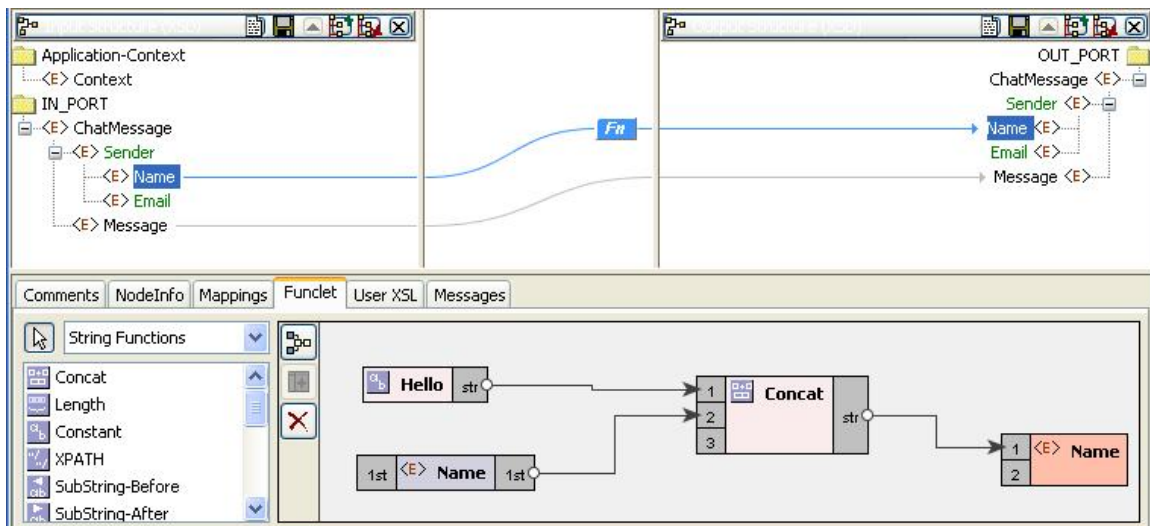 Application-Context
<E> Context
IN_PORT
<E> ChatMessage
<E> Sender
<E> Name
<E> Email
<E> Message
Fn
OUT_PORT
ChatMessage <E>
Sender <E>
Name <E>
Email <E>
Message <E>
Comments NodeInfo Mappings Funclet User XSL Messages
String Functions
Concat
Length
Constant
XPATH
SubString-Before
SubString-After
Hello str
1st <E> Name 1st
1 Concat
2 str
3
1 <E> Name
2